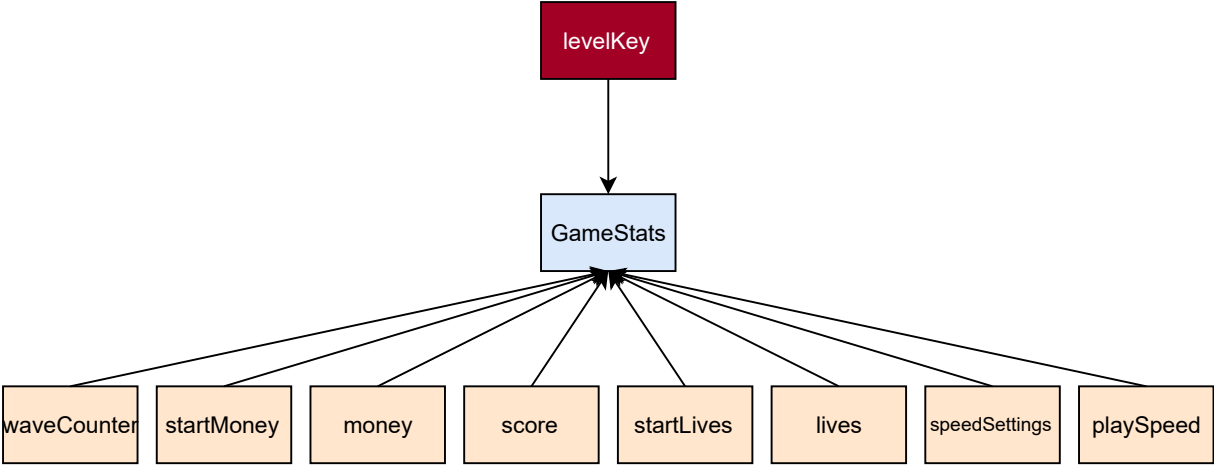 levelKey
GameStats
waveCounter
startMoney
money
score
startLives
lives
speedSettings
playSpeed